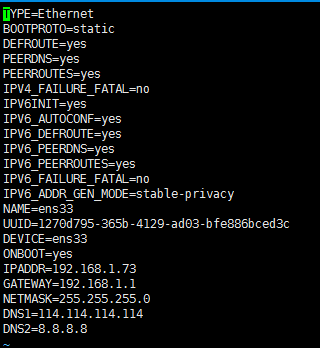 TYPE=Ethernet
BOOTPROTO=static
DEFROUTE=yes
PEERDNS=yes
PEERROUTES=yes
IPV4_FAILURE_FATAL=no
IPV6INIT=yes
IPV6_AUTOCONF=yes
IPV6_DEFROUTE=yes
IPV6_PEERDNS=yes
IPV6_PEERROUTES=yes
IPV6_FAILURE_FATAL=no
IPV6_ADDR_GEN_MODE=stable-privacy
NAME=ens33
UUID=1270d795-365b-4129-ad03-bfe886bced3c
DEVICE=ens33
ONBOOT=yes
IPADDR=192.168.1.73
GATEWAY=192.168.1.1
NETMASK=255.255.255.0
DNS1=114.114.114.114
DNS2=8.8.8.8
~